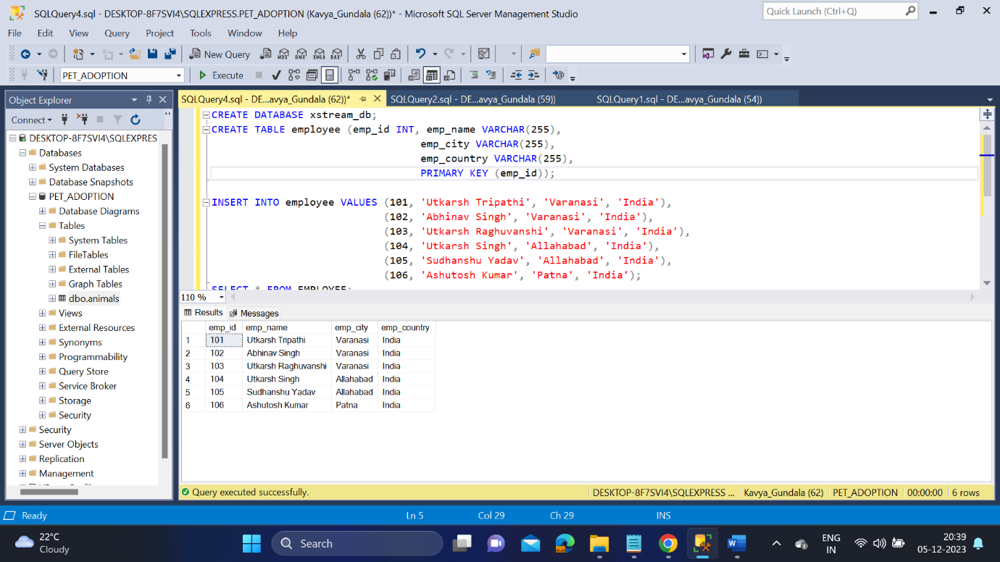 SQLQuery4.sql - DESKTOP-8F7SVI4\SQLEXPRESS.PET_ADOPTION (Kavya_Gundala (62))* - Microsoft SQL Server Management Studio
Quick Launch (Ctrl+Q)
File Edit View Query Project Tools Window Help
New Query MDX DMX XMLA DAX
PET_ADOPTION Execute
Object Explorer
SQLQuery4.sql - DE...avya_Gundala (62))* SQLQuery2.sql - DE...avya_Gundala (59)) SQLQuery1.sql - DE...avya_Gundala (54))
Connect
DESKTOP-8F7SVI4\SQLEXPRES
Databases
System Databases
Database Snapshots
PET_ADOPTION
Database Diagrams
Tables
System Tables
FileTables
External Tables
Graph Tables
dbo.animals
Views
External Resources
Synonyms
Programmability
Query Store
Service Broker
Storage
Security
Security
Server Objects
Replication
Management
CREATE DATABASE xstream_db;
CREATE TABLE employee (emp_id INT, emp_name VARCHAR(255),
emp_city VARCHAR(255),
emp_country VARCHAR(255),
PRIMARY KEY (emp_id));
INSERT INTO employee VALUES (101, 'Utkarsh Tripathi', 'Varanasi', 'India'),
(102, 'Abhinav Singh', 'Varanasi', 'India'),
(103, 'Utkarsh Raghuvanshi', 'Varanasi', 'India'),
(104, 'Utkarsh Singh', 'Allahabad', 'India'),
(105, 'Sudhanshu Yadav', 'Allahabad', 'India'),
(106, 'Ashutosh Kumar', 'Patna', 'India');
SELECT * FROM EMPLOYEE;
110 %
Results Messages
emp_id emp_name emp_city emp_country
1 101 Utkarsh Tripathi Varanasi India
2 102 Abhinav Singh Varanasi India
3 103 Utkarsh Raghuvanshi Varanasi India
4 104 Utkarsh Singh Allahabad India
5 105 Sudhanshu Yadav Allahabad India
6 106 Ashutosh Kumar Patna India
Query executed successfully. DESKTOP-8F7SVI4\SQLEXPRESS ... Kavya_Gundala (62) PET_ADOPTION 00:00:00 6 rows
Ready Ln 5 Col 29 Ch 29 INS
22°C
Cloudy
Search
ENG
IN
20:39
05-12-2023